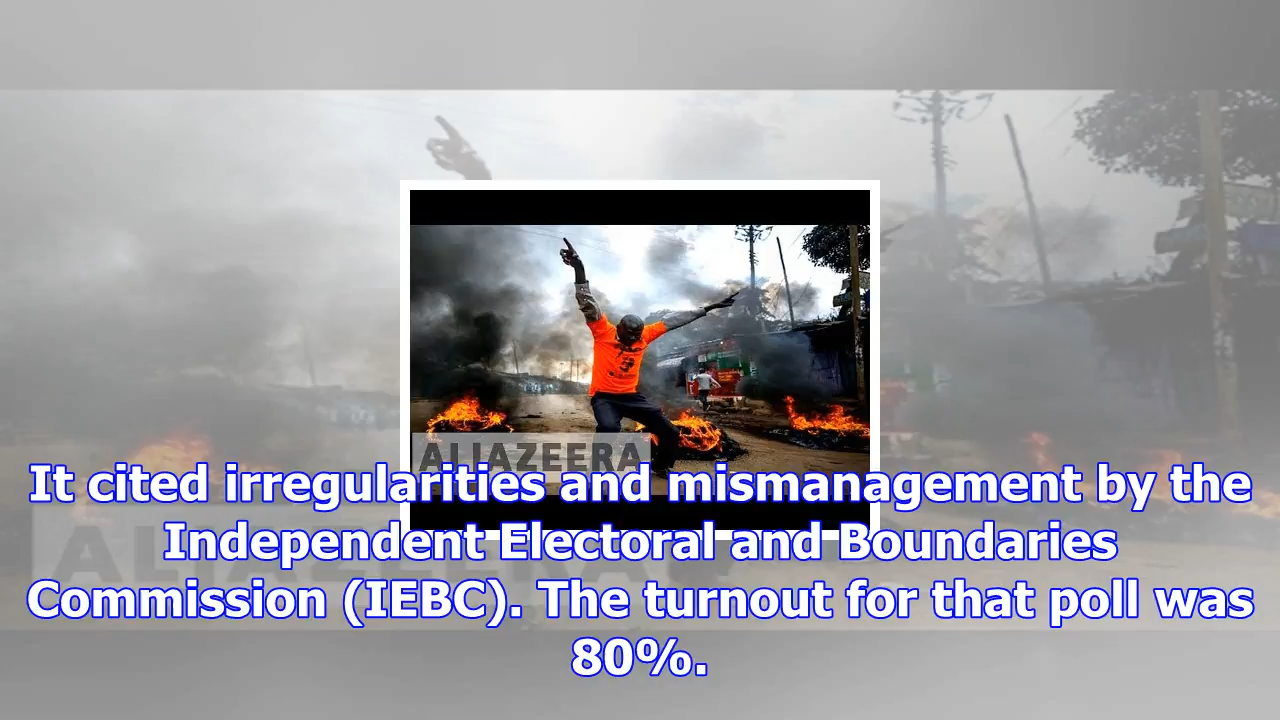 ALJAZEERA
It cited irregularities and mismanagement by the
Independent Electoral and Boundaries
Commission (IEBC). The turnout for that poll was
80%.